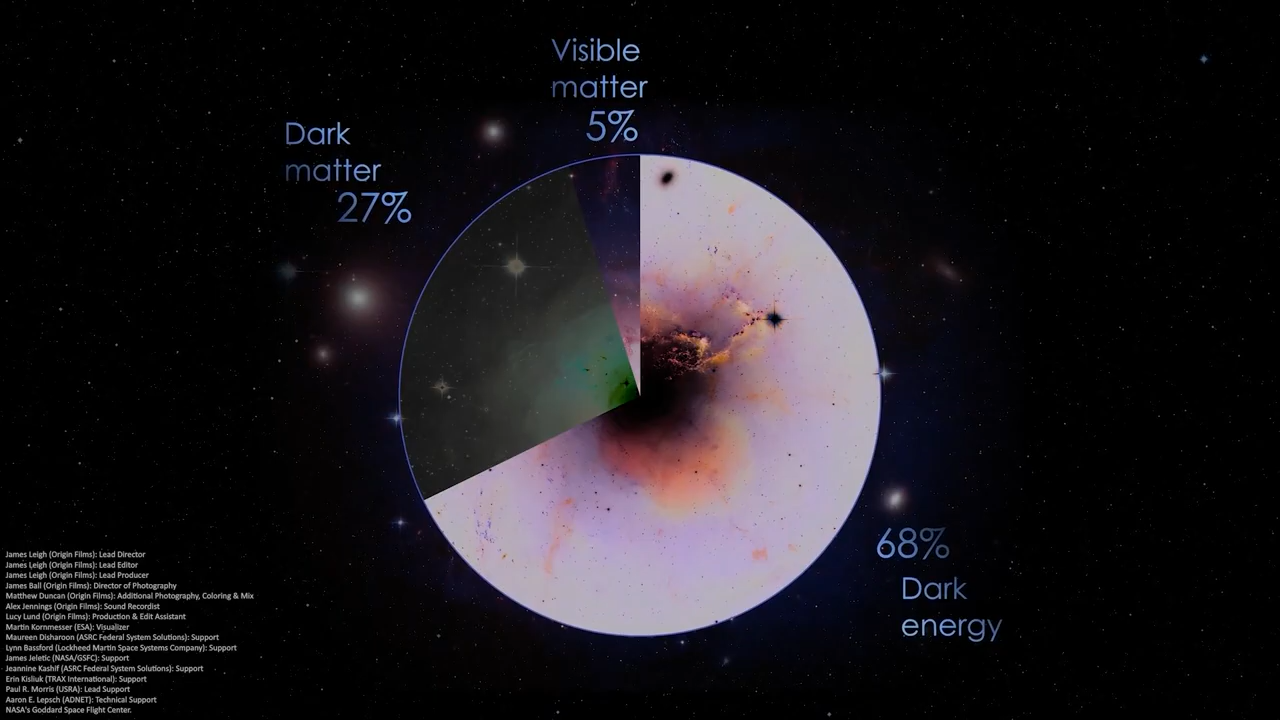 Visible
matter
5%
Dark
matter
27%
68%
Dark
energy
James Leigh (Origin Films): Lead Director
James Leigh (Origin Films): Lead Editor
James Leigh (Origin Films): Lead Producer
James Ball (Origin Films): Director of Photography
Matthew Duncan (Origin Films): Additional Photography, Coloring & Mix
Alex Jennings (Origin Films): Sound Recordist
Lucy Lund (Origin Films): Production & Edit Assistant
Martin Kornmesser (ESA): Visualizer
Maureen Disharoon (ASRC Federal System Solutions): Support
Lynn Bassford (Lockheed Martin Space Systems Company): Support
James Jeletic (NASA/GSFC): Support
Jeannine Kashif (ASRC Federal System Solutions): Support
Erin Kisliuk (TRAX International): Support
Paul R. Morris (USRA): Lead Support
Aaron E. Lepsch (ADNET): Technical Support
NASA's Goddard Space Flight Center.